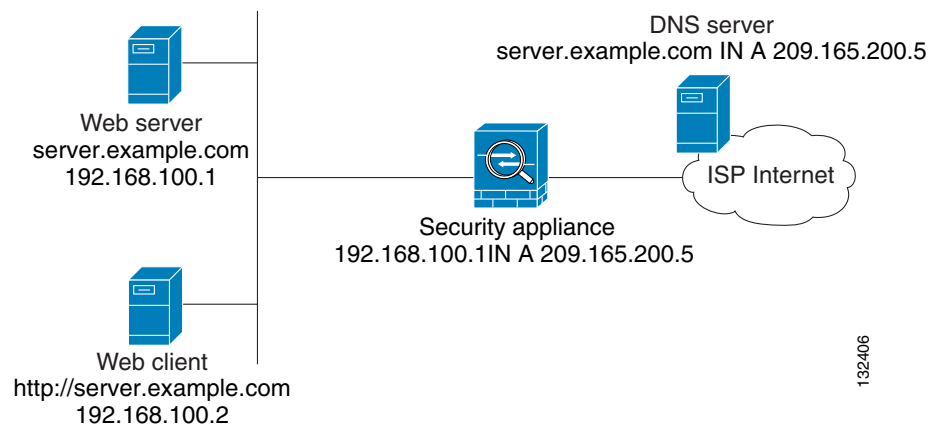 DNS server
server.example.com IN A 209.165.200.5
Web server
server.example.com
192.168.100.1
ISP Internet
Security appliance
192.168.100.1IN A 209.165.200.5
Web client
http://server.example.com
192.168.100.2
132406